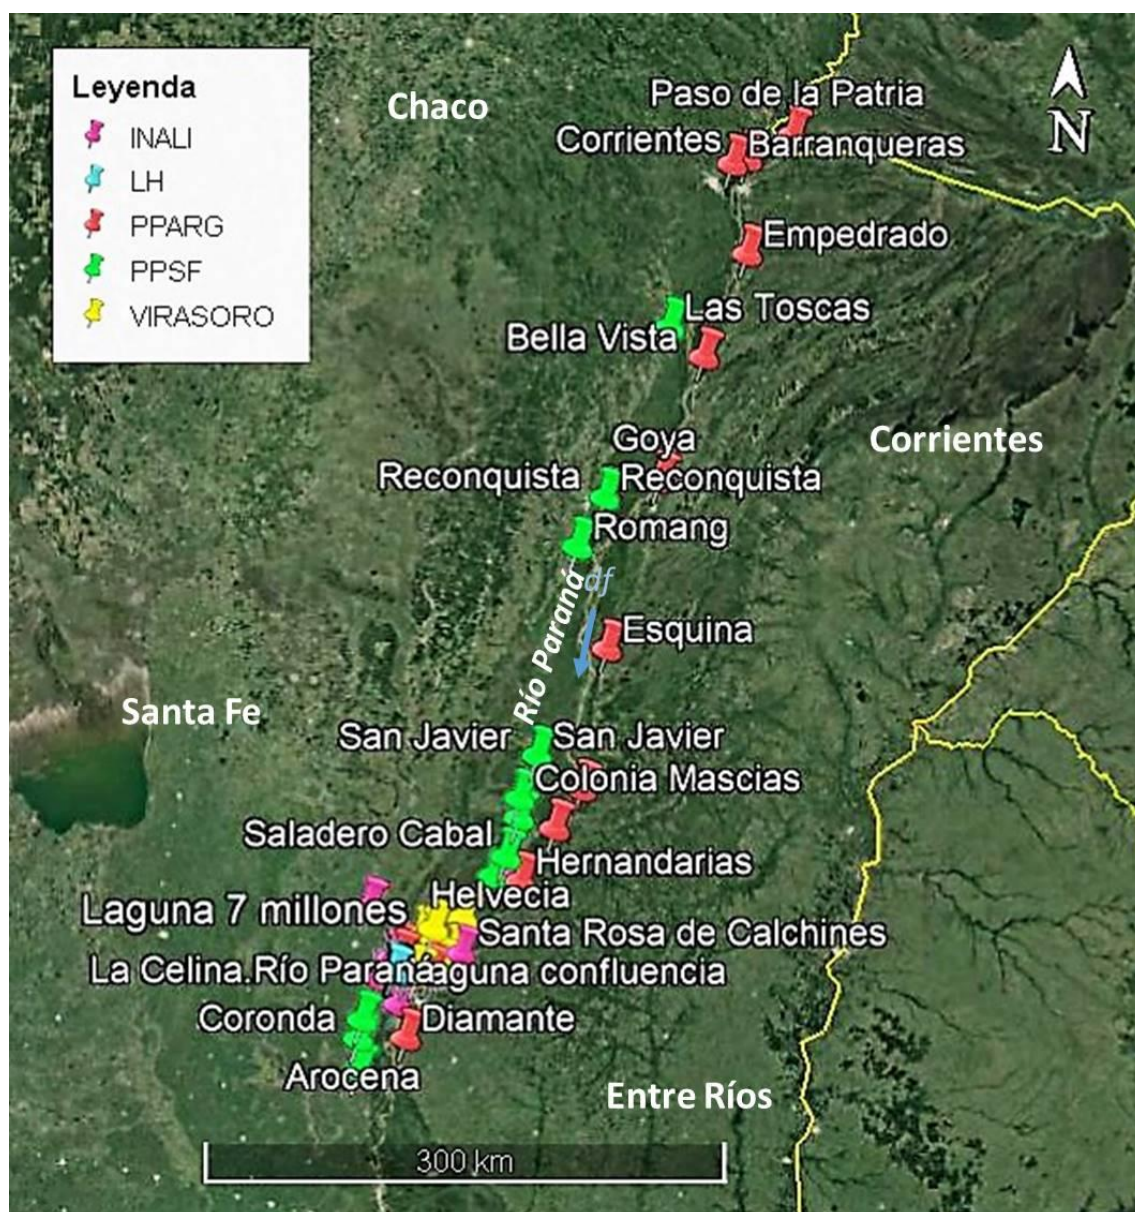 Leyenda
INALI
LH
PPARG
PPSF
VIRASORO
Chaco
N
Paso de la Patria
Corrientes
Barranqueras
Empedrado
Las Toscas
Bella Vista
Corrientes
Goya
Reconquista
Reconquista
Romang
df
Río Paraná
Esquina
Santa Fe
San Javier
San Javier
Colonia Mascias
Saladero Cabal
Hernandarias
Helvecia
Laguna 7 millones
Santa Rosa de Calchines
La Celina.Río Paraná
aguna confluencia
Coronda
Diamante
Arocena
Entre Ríos
300 km